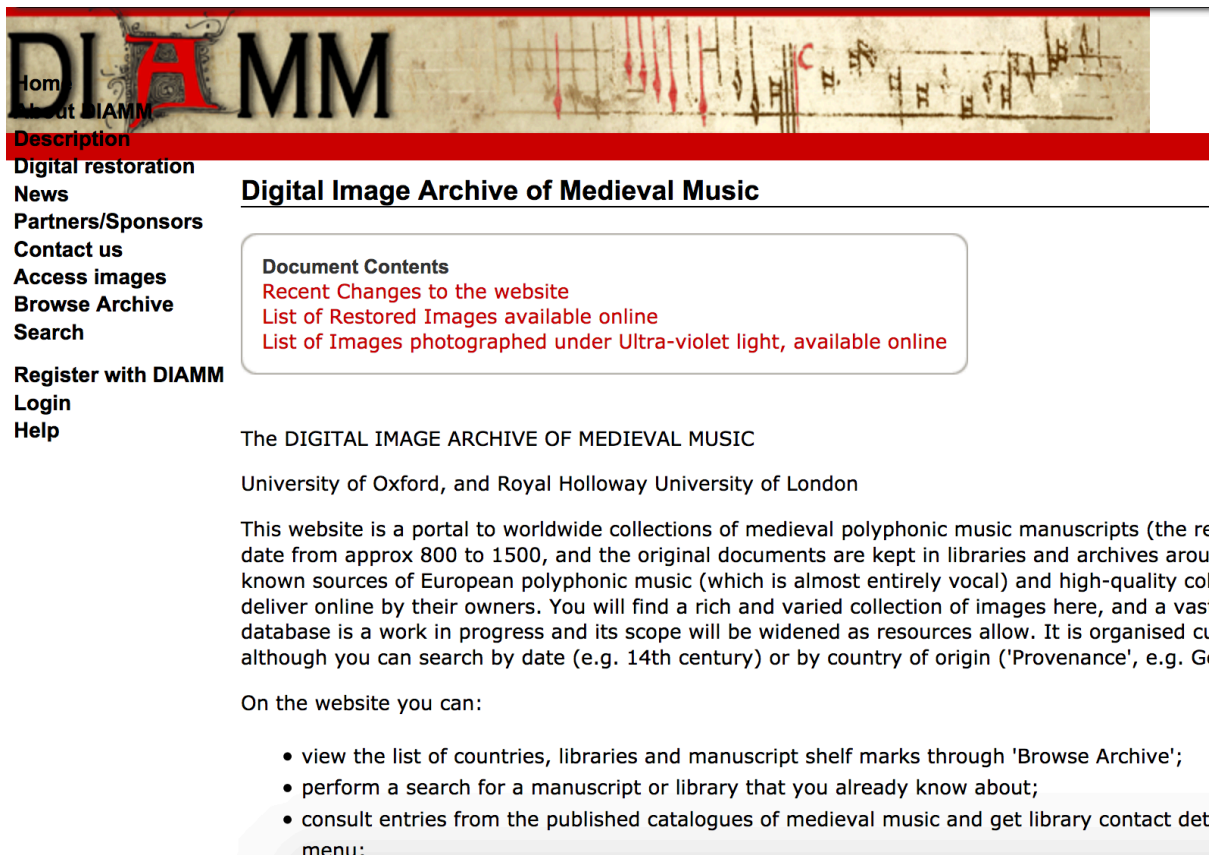 DIAMM
Home
About DIAMM
Description
Digital restoration
News
Partners/Sponsors
Contact us
Access images
Browse Archive
Search
Register with DIAMM
Login
Help
Digital Image Archive of Medieval Music
Document Contents
Recent Changes to the website
List of Restored Images available online
List of Images photographed under Ultra-violet light, available online
The DIGITAL IMAGE ARCHIVE OF MEDIEVAL MUSIC
University of Oxford, and Royal Holloway University of London
This website is a portal to worldwide collections of medieval polyphonic music manuscripts (the
date from approx 800 to 1500, and the original documents are kept in libraries and archives
known sources of European polyphonic music (which is almost entirely vocal) and high-quality
deliver online by their owners. You will find a rich and varied collection of images here, and a
database is a work in progress and its scope will be widened as resources allow. It is organised
although you can search by date (e.g. 14th century) or by country of origin ('Provenance', e.g.
On the website you can:
• view the list of countries, libraries and manuscript shelf marks through 'Browse Archive';
• perform a search for a manuscript or library that you already know about;
• consult entries from the published catalogues of medieval music and get library contact
menu;